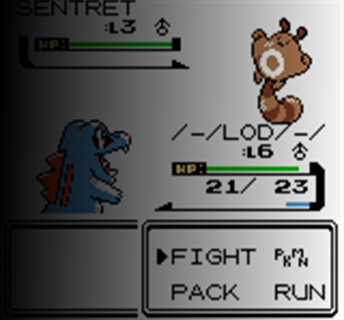 SENTRET
:L3 ♂
HP:
/-/LOD/-/
:L6 ♂
HP:
21/ 23
▶FIGHT PKMN
PACK RUN